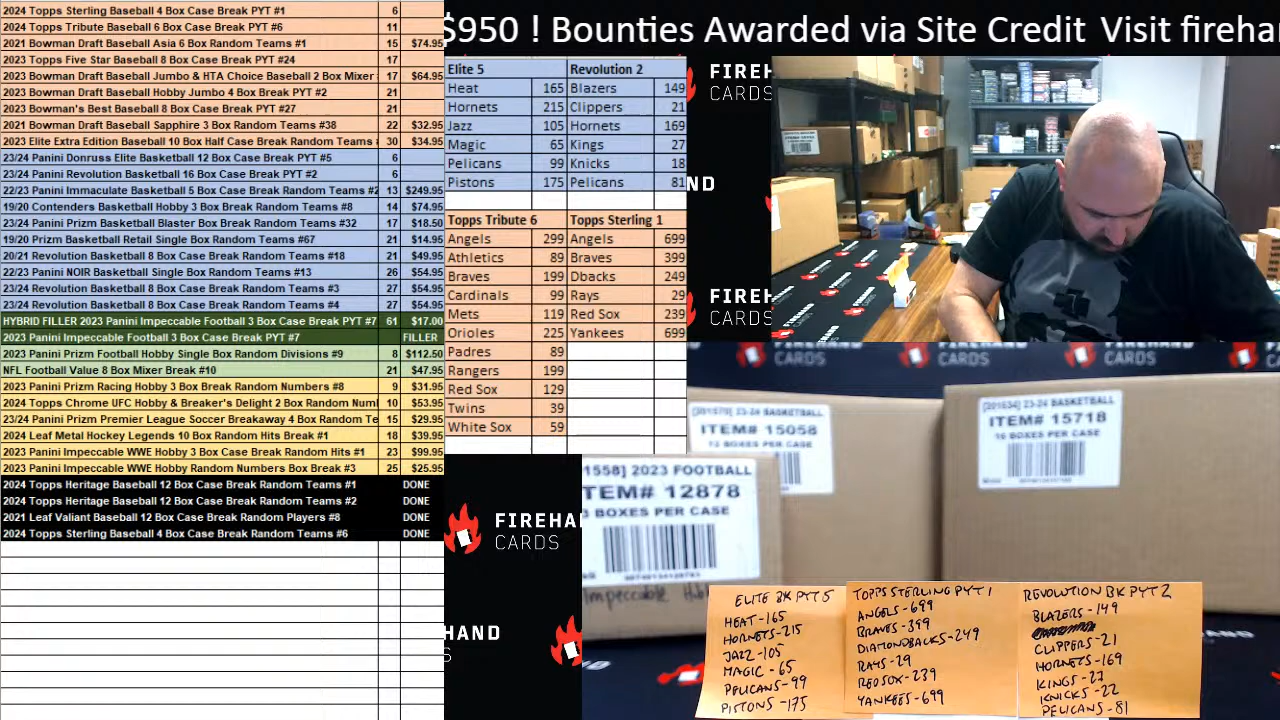 $950 ! Bounties Awarded via Site Credit Visit fireha
2024 Topps Sterling Baseball 4 Box Case Break PYT #1 6
2024 Topps Tribute Baseball 6 Box Case Break PYT #6 11
2021 Bowman Draft Baseball Asia 6 Box Random Teams #1 15 $74.95
2023 Topps Five Star Baseball 8 Box Case Break PYT #24 17
2023 Bowman Draft Baseball Jumbo & HTA Choice Baseball 2 Box Mixer 17 $64.95
2023 Bowman Draft Baseball Hobby Jumbo 4 Box Break PYT #2 21
2023 Bowman's Best Baseball 8 Box Case Break PYT #27 21
2021 Bowman Draft Baseball Sapphire 3 Box Random Teams #38 22 $32.95
2023 Elite Extra Edition Baseball 10 Box Half Case Break Random Teams 30 $34.95
23/24 Panini Donruss Elite Basketball 12 Box Case Break PYT #5 6
23/24 Panini Revolution Basketball 16 Box Case Break PYT #2 6
22/23 Panini Immaculate Basketball 5 Box Case Break Random Teams #2 13 $249.95
19/20 Contenders Basketball Hobby 3 Box Break Random Teams #8 14 $74.95
23/24 Panini Prizm Basketball Blaster Box Break Random Teams #32 17 $18.50
19/20 Prizm Basketball Retail Single Box Random Teams #67 21 $14.95
20/21 Revolution Basketball 8 Box Break Random Teams #18 21 $49.95
22/23 Panini NOIR Basketball Single Box Random Teams #13 26 $54.95
23/24 Revolution Basketball 8 Box Case Break Random Teams #3 27 $54.95
23/24 Revolution Basketball 8 Box Case Break Random Teams #4 27 $54.95
HYBRID FILLER 2023 Panini Impeccable Football 3 Box Case Break PYT #7 61 $17.00
2023 Panini Impeccable Football 3 Box Case Break PYT #7 FILLER
2023 Panini Prizm Football Hobby Single Box Random Divisions #9 8 $112.50
NFL Football Value 8 Box Mixer Break #10 21 $47.95
2023 Panini Prizm Racing Hobby 3 Box Break Random Numbers #8 9 $31.95
2024 Topps Chrome UFC Hobby & Breaker's Delight 2 Box Random Numl 10 $53.95
23/24 Panini Prizm Premier League Soccer Breakaway 4 Box Random Te 15 $29.95
2024 Leaf Metal Hockey Legends 10 Box Random Hits Break #1 18 $39.95
2023 Panini Impeccable WWE Hobby 3 Box Case Break Random Hits #1 23 $99.95
2023 Panini Impeccable WWE Hobby Random Numbers Box Break #3 25 $25.95
2024 Topps Heritage Baseball 12 Box Case Break Random Teams #1 DONE
2024 Topps Heritage Baseball 12 Box Case Break Random Teams #2 DONE
2021 Leaf Valiant Baseball 12 Box Case Break Random Players #8 DONE
2024 Topps Sterling Baseball 4 Box Case Break Random Teams #6 DONE
Elite 5 Revolution 2
Heat 165 Blazers 149
Hornets 215 Clippers 21
Jazz 105 Hornets 169
Magic 65 Kings 27
Pelicans 99 Knicks 18
Pistons 175 Pelicans 81
Topps Tribute 6 Topps Sterling 1
Angels 299 Angels 699
Athletics 89 Braves 399
Braves 199 Dbacks 249
Cardinals 99 Rays 29
Mets 119 Red Sox 239
Orioles 225 Yankees 699
Padres 89
Rangers 199
Red Sox 129
Twins 39
White Sox 59
FIREH
CARDS
ND
FIREH
CARDS
FIREHAND
CARDS
HAND
S
CARDS
ITEM# 15058
12 BOXES PER CASE
[201634] 23-24 BASKETBALL
ITEM# 15718
16 BOXES PER CASE
1558] 2023 FOOTBALL
TEM# 12878
3 BOXES PER CASE
Impeccable
ELITE BK PYT 5
HEAT-165
HORNETS-215
JAZZ-105
MAGIC-65
PELICANS-99
PISTONS-175
TOPPS STERLING PYT 1
ANGELS-699
BRAVES-399
DIAMONDBACKS-249
RAYS-29
REDSOX-239
YANKEES-699
REVOLUTION BK PYT 2
BLAZERS-149
CLIPPERS-21
HORNETS-169
KINGS-27
KNICKS-22
PELICANS-81